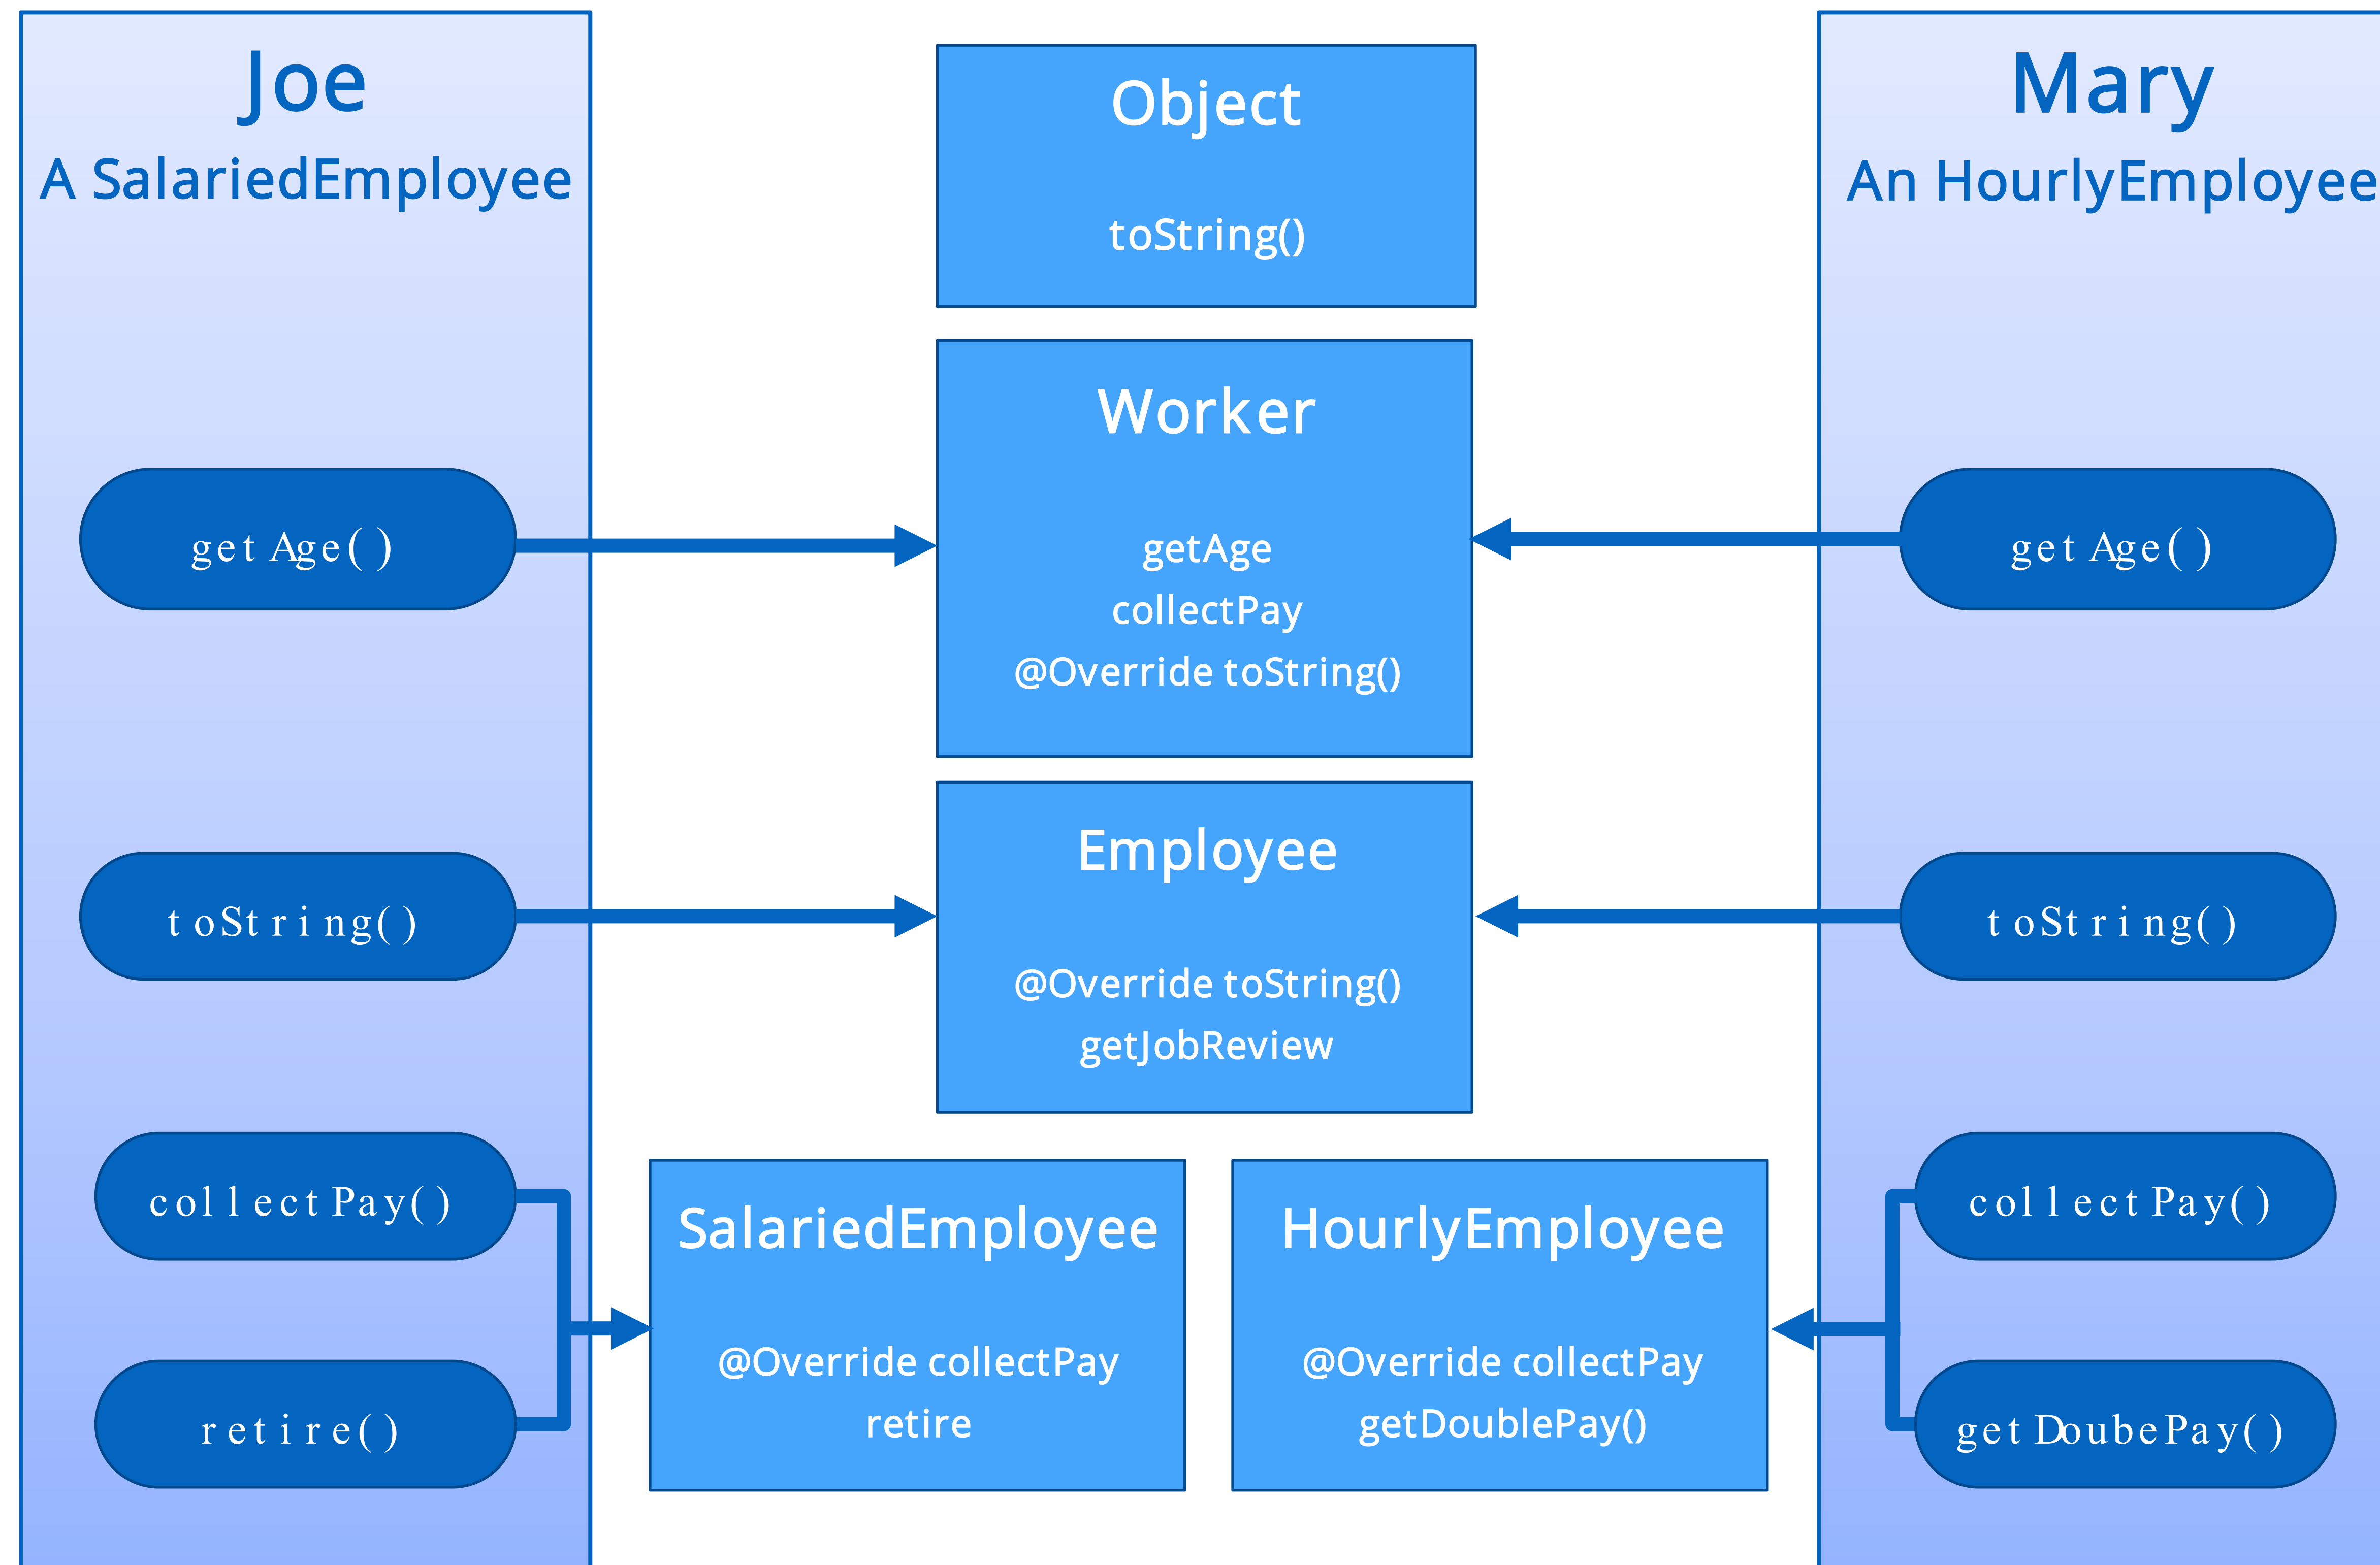 Joe
A SalariedEmployee
getAge()
toString()
collectPay()
retire()
Object
toString()
Worker
getAge
collectPay
@Override toString()
Employee
@Override toString()
getJobReview
SalariedEmployee
@Override collectPay
retire
HourlyEmployee
@Override collectPay
getDoublePay()
Mary
An HourlyEmployee
getAge()
toString()
collectPay()
getDoubePay()